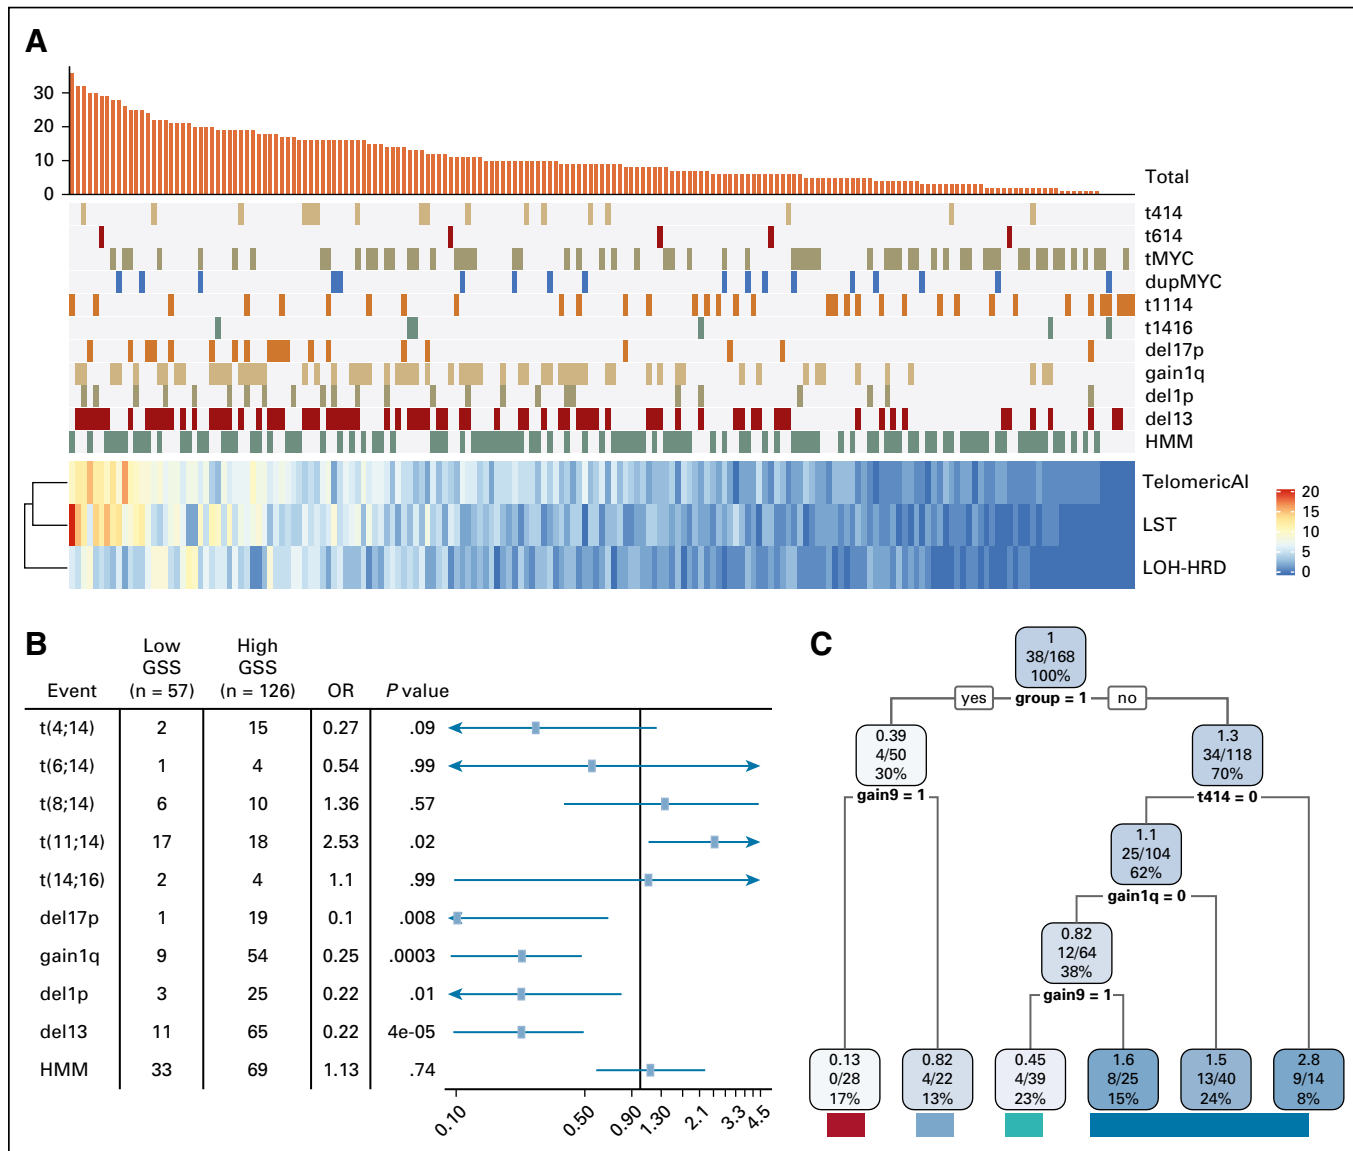 A
30
20
10
0
Total
t414
t614
tMYC
dupMYC
t1114
t1416
del17p
gain1q
del1p
del13
HMM
TelomericAI
LST
LOH-HRD
20
15
10
5
0
B
Low GSS (n = 57)
High GSS (n = 126)
Event Low GSS (n = 57) High GSS (n = 126) OR P value
t(4;14) 2 15 0.27 .09
t(6;14) 1 4 0.54 .99
t(8;14) 6 10 1.36 .57
t(11;14) 17 18 2.53 .02
t(14;16) 2 4 1.1 .99
del17p 1 19 0.1 .008
gain1q 9 54 0.25 .0003
del1p 3 25 0.22 .01
del13 11 65 0.22 4e-05
HMM 33 69 1.13 .74
0.10 0.50 0.90 1.30 2.1 3.3 4.5
C
1
38/168
100%
yes group = 1 no
0.39
4/50
30%
gain9 = 1
1.3
34/118
70%
t414 = 0
1.1
25/104
62%
gain1q = 0
0.82
12/64
38%
gain9 = 1
0.13
0/28
17%
0.82
4/22
13%
0.45
4/39
23%
1.6
8/25
15%
1.5
13/40
24%
2.8
9/14
8%